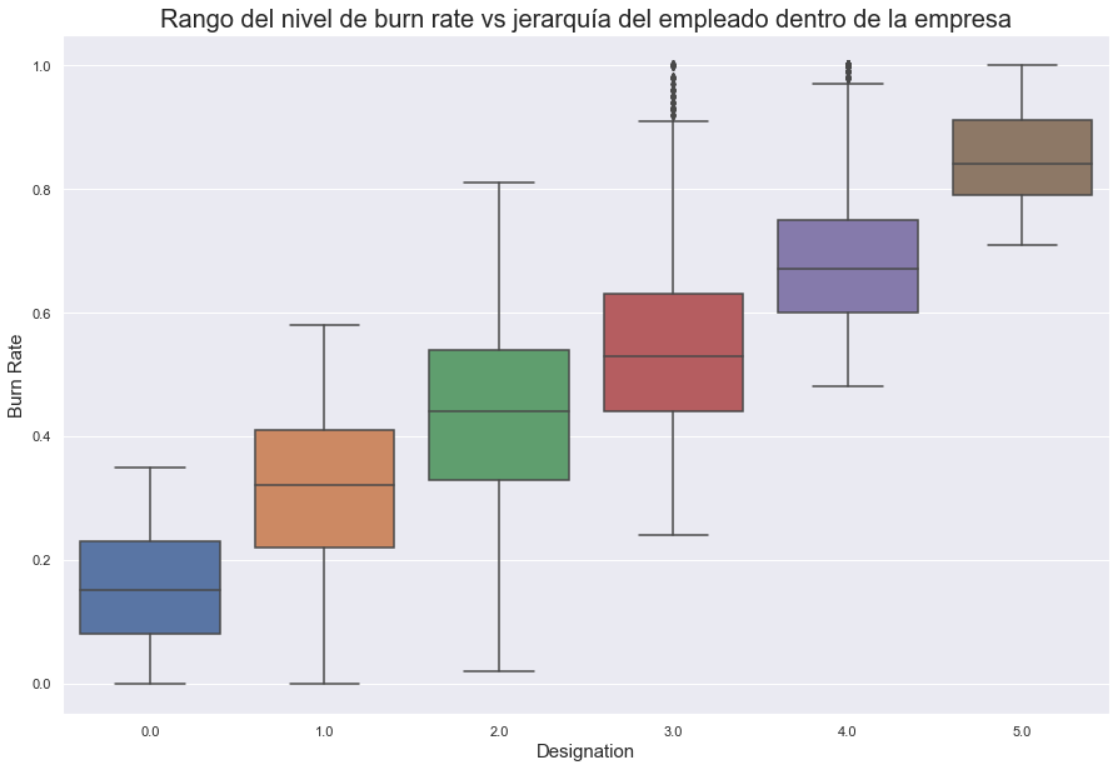 Rango del nivel de burn rate vs jerarquía del empleado dentro de la empresa
1.0
0.8
0.6
0.4
0.2
0.0
Burn Rate
0.0 1.0 2.0 3.0 4.0 5.0
Designation